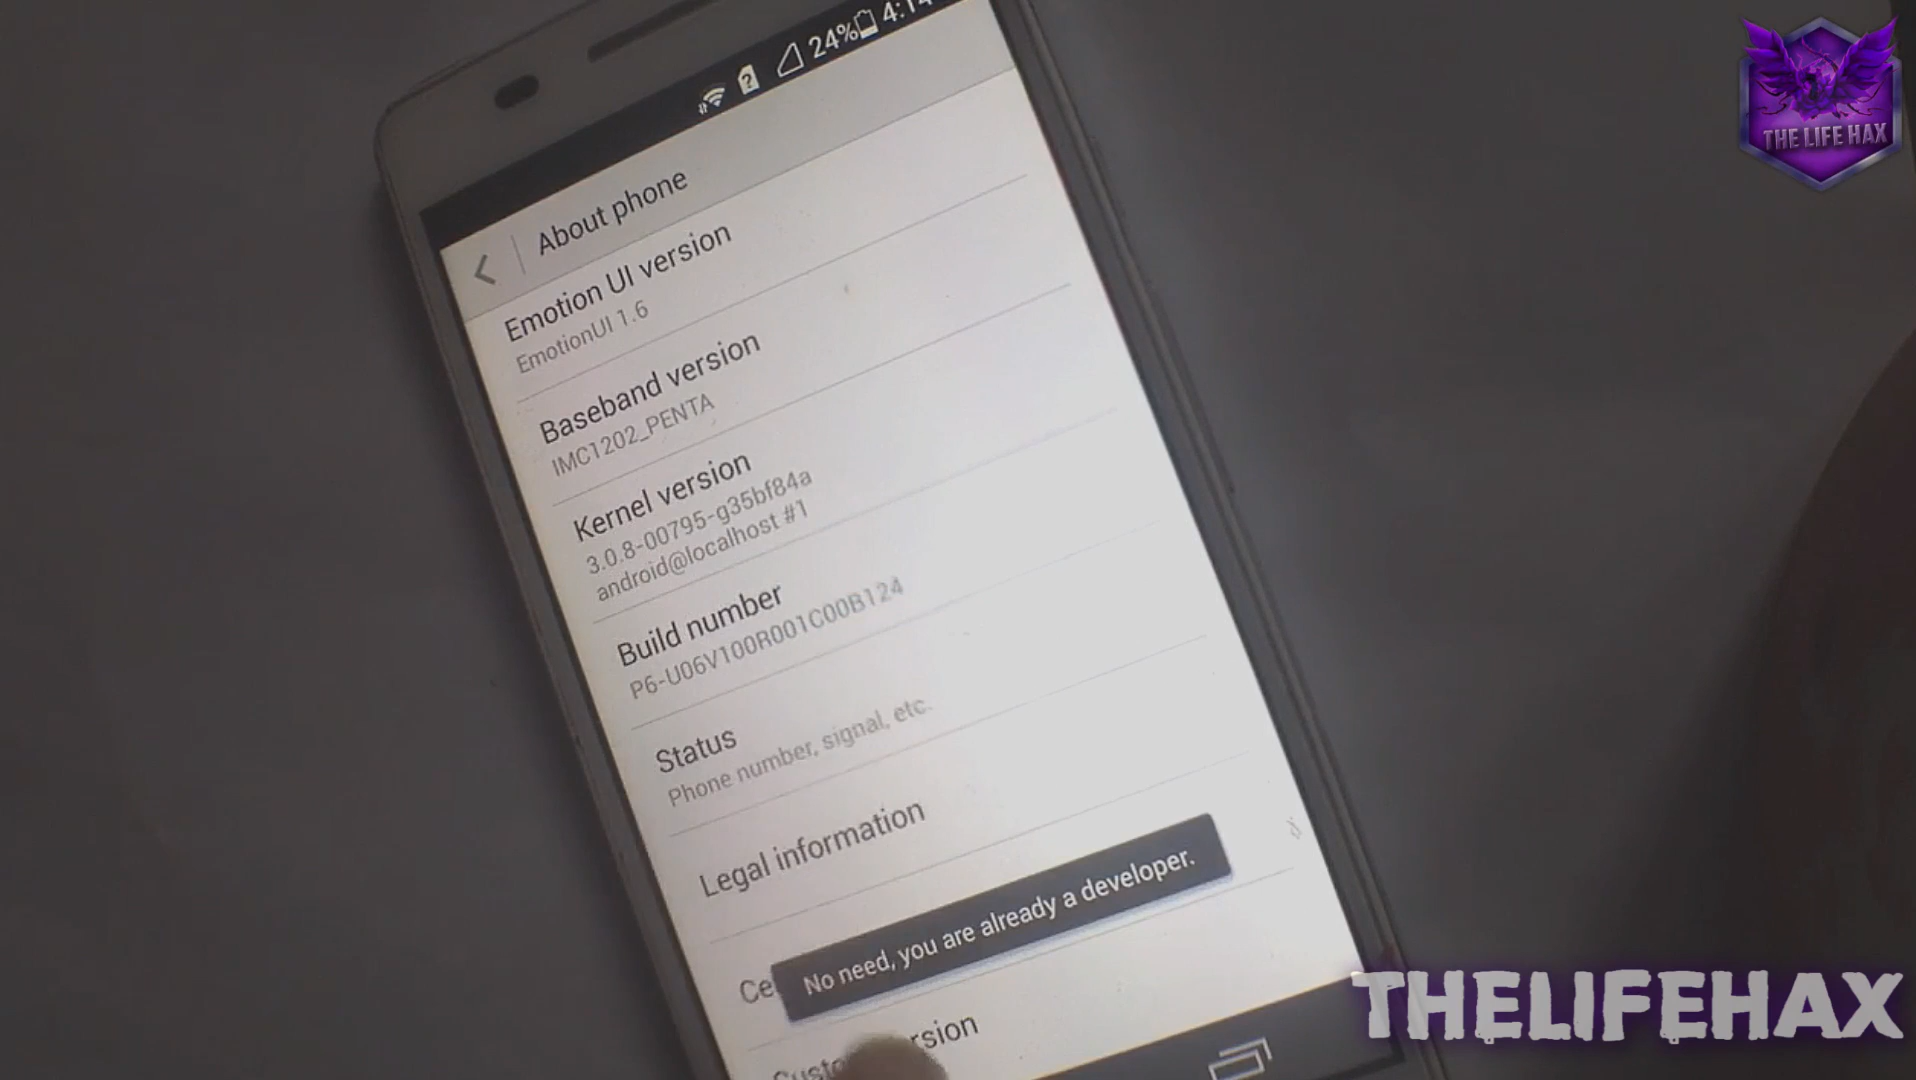 24%
THE LIFE HAX
About phone
Emotion UI version
EmotionUI 1.6
Baseband version
IMC1202_PENTA
Kernel version
3.0.8-00795-g35bf84a
android@localhost #1
Build number
P6-U06V100R001C00B124
Status
Phone number, signal, etc.
Legal information
No need, you are already a developer.
THELIFEHAX